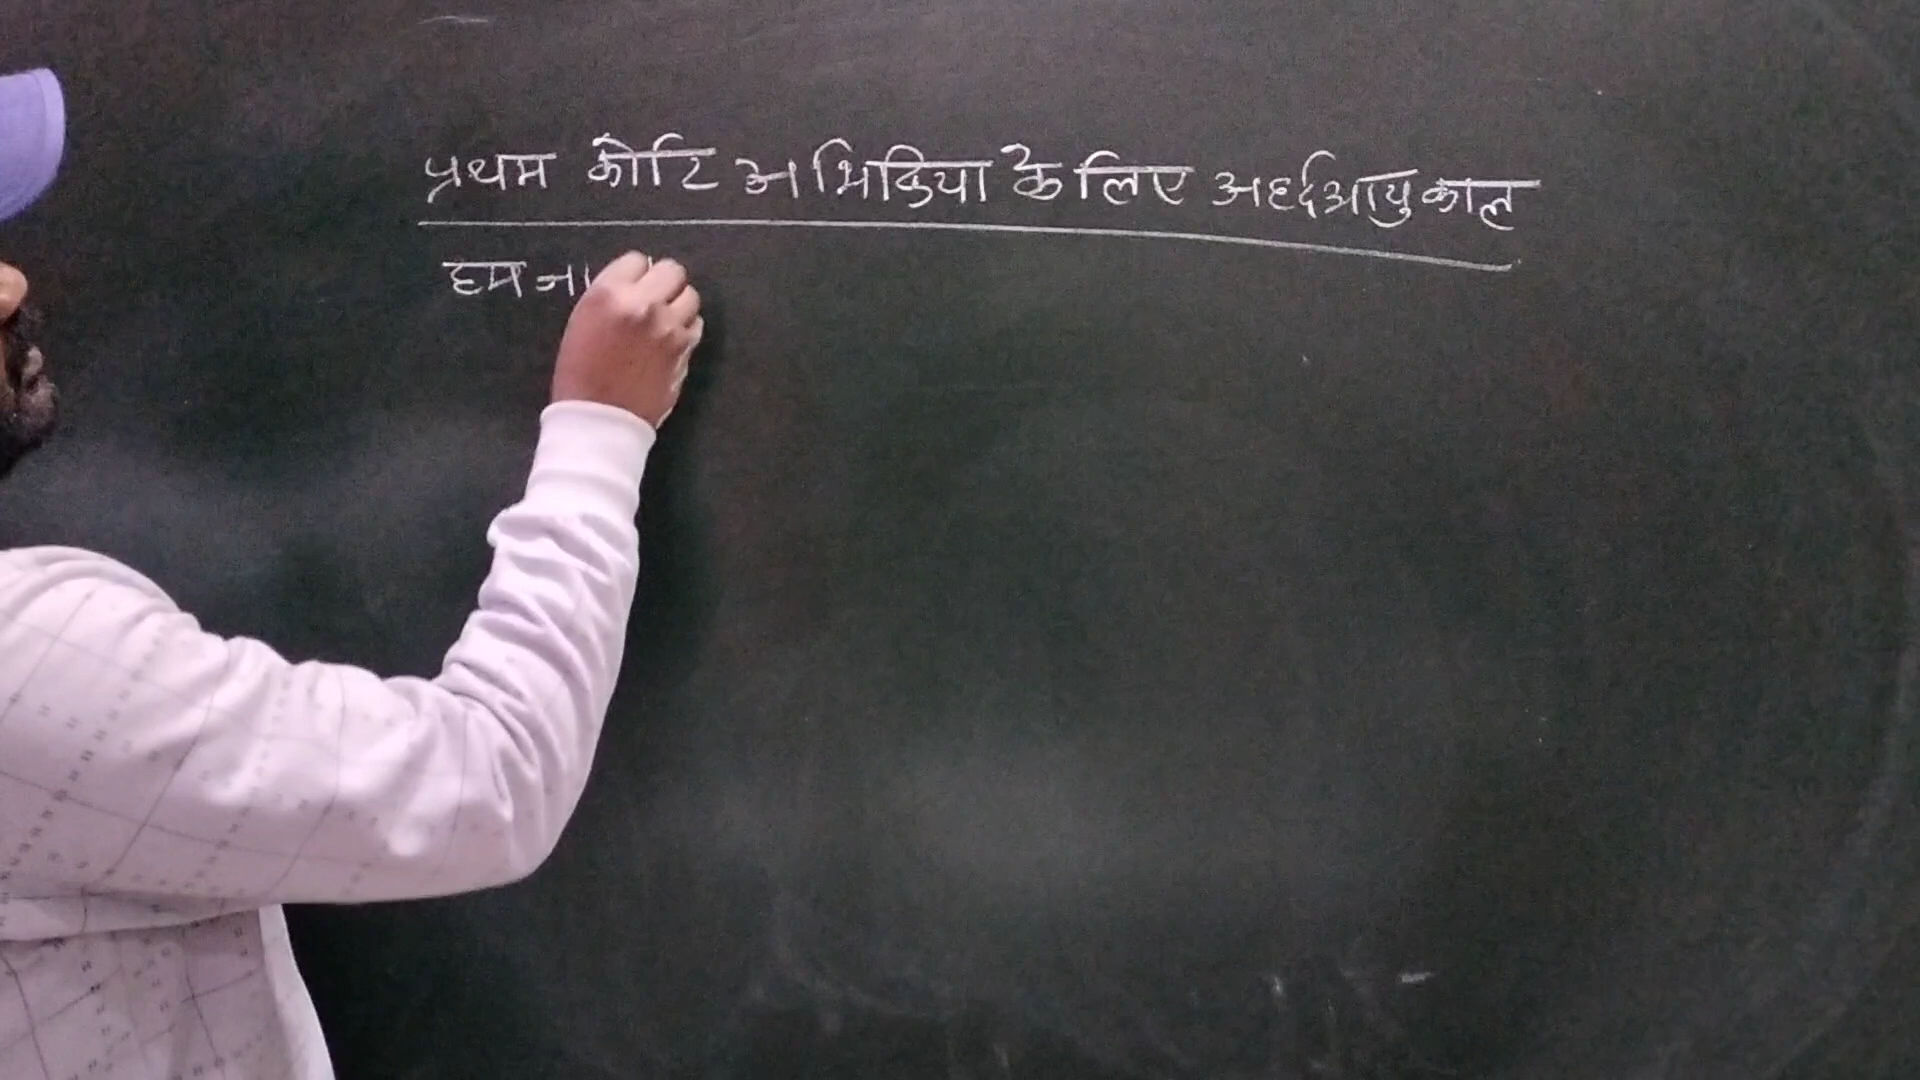 प्रथम कोटि अभिक्रिया के लिए अर्द्धआयुकाल
हम जा